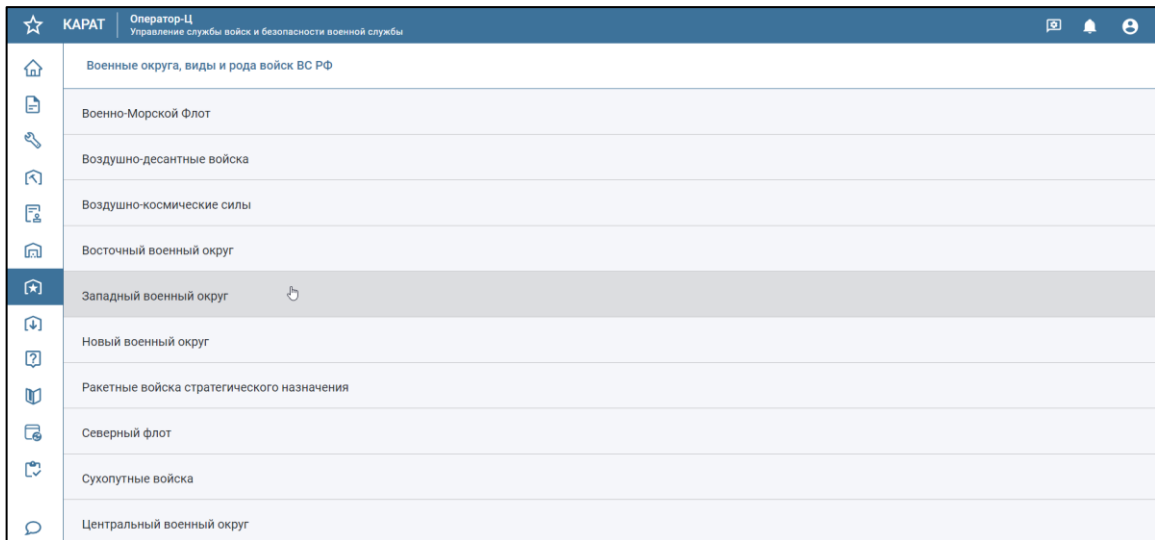 КАРАТ
Оператор-Ц
Управление службы войск и безопасности военной службы
Военные округа, виды и рода войск ВС РФ
Военно-Морской Флот
Воздушно-десантные войска
Воздушно-космические силы
Восточный военный округ
Западный военный округ
Новый военный округ
Ракетные войска стратегического назначения
Северный флот
Сухопутные войска
Центральный военный округ